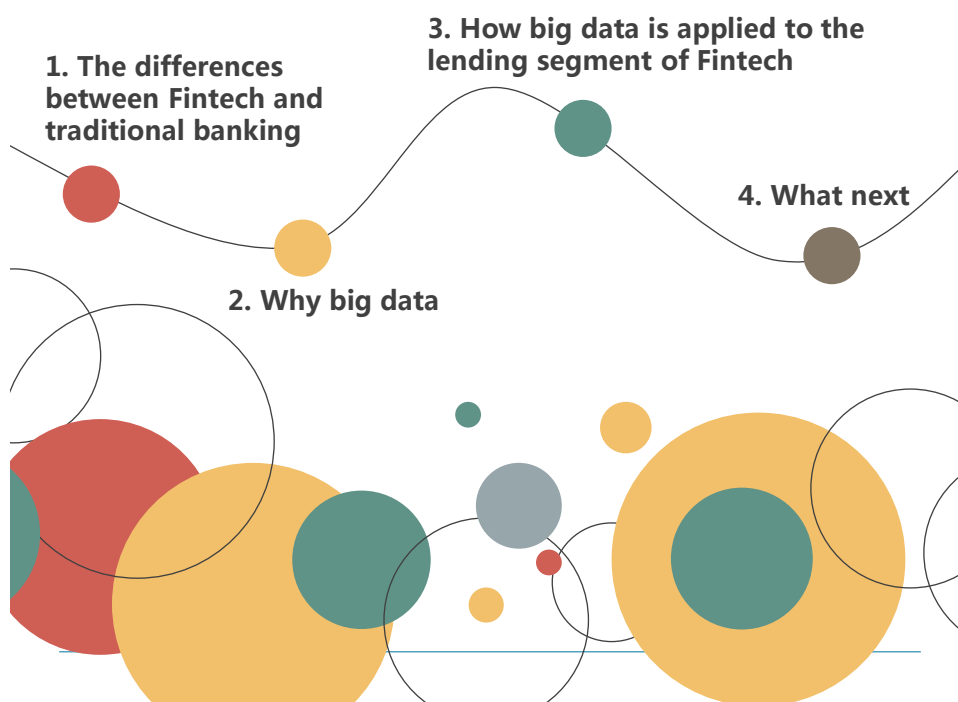 1. The differences
between Fintech and
traditional banking
2. Why big data
3. How big data is applied to the
lending segment of Fintech
4. What next